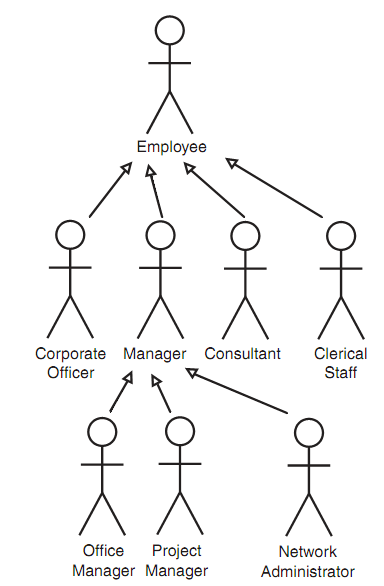 Employee
Corporate
Officer
Manager
Consultant
Clerical
Staff
Office
Manager
Project
Manager
Network
Administrator